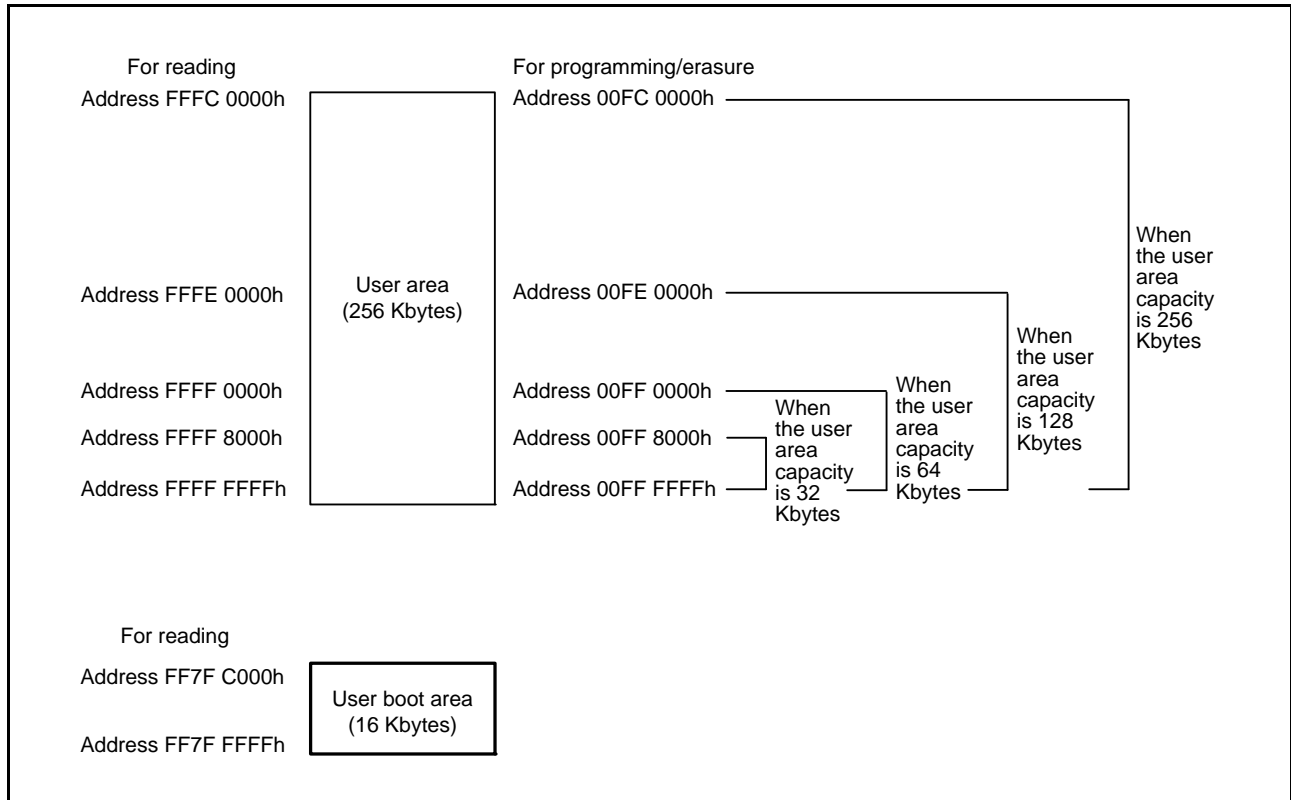 For reading
For programming/erasure
Address FFFC 0000h
Address 00FC 0000h
When
the user
area
capacity
is 256
Kbytes
Address FFFE 0000h
User area
(256 Kbytes)
Address 00FE 0000h
When
the user
area
capacity
is 128
Kbytes
Address FFFF 0000h
Address 00FF 0000h
When
the user
area
capacity
is 64
Kbytes
When
the user
area
capacity
is 32
Kbytes
Address FFFF 8000h
Address 00FF 8000h
Address FFFF FFFFh
Address 00FF FFFFh
For reading
Address FF7F C000h
User boot area
(16 Kbytes)
Address FF7F FFFFh